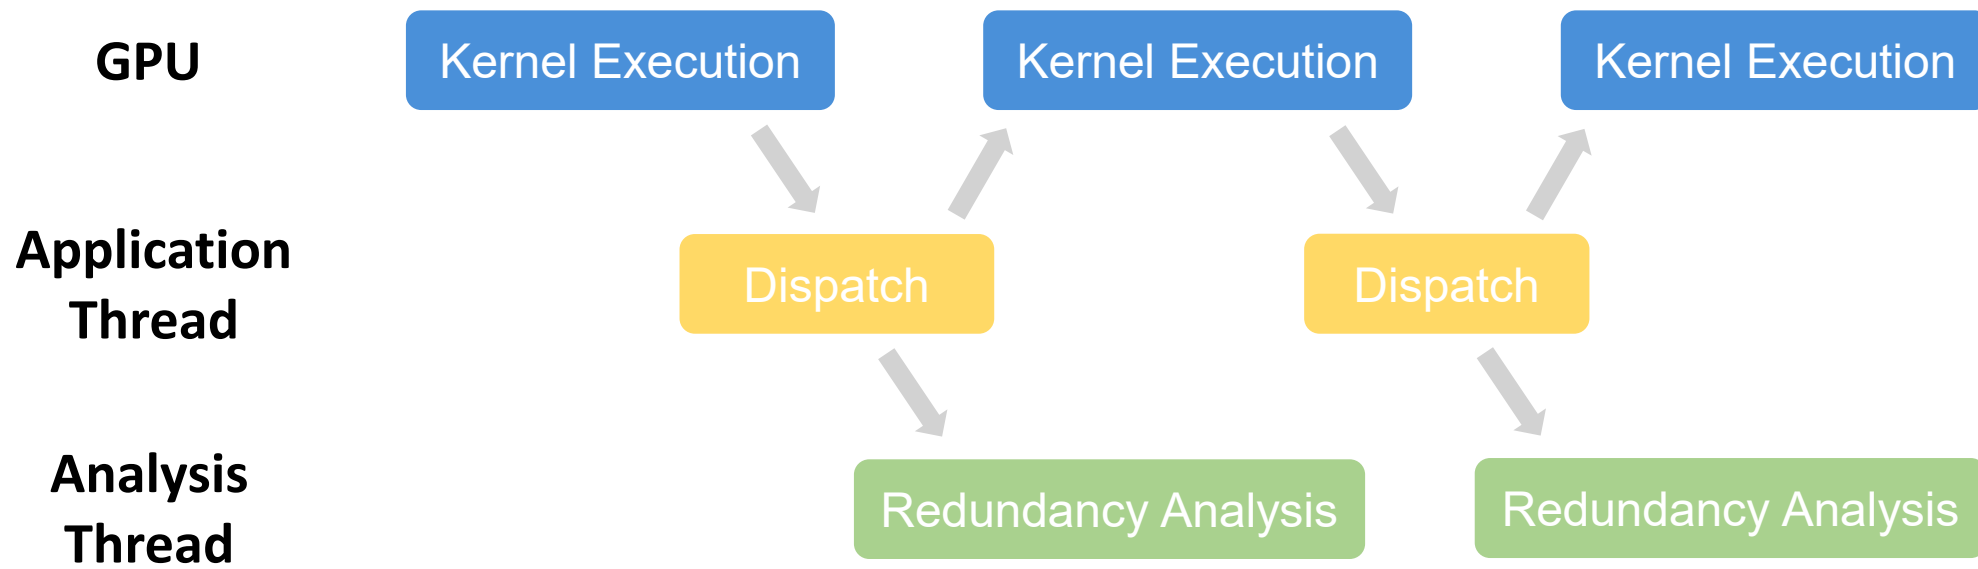 GPU
Kernel Execution
Kernel Execution
Kernel Execution
Application
Thread
Dispatch
Dispatch
Analysis
Thread
Redundancy Analysis
Redundancy Analysis